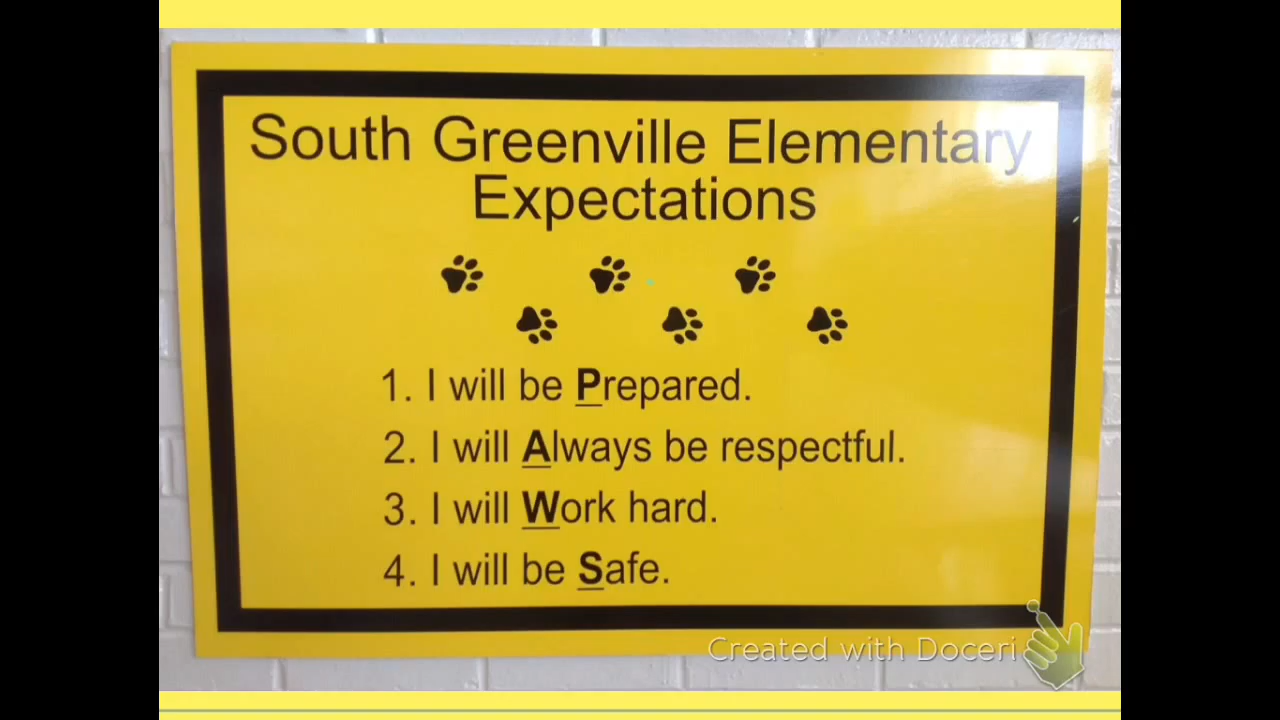 South Greenville Elementary
Expectations
1. I will be Prepared.
2. I will Always be respectful.
3. I will Work hard.
4. I will be Safe.
Created with Doceri